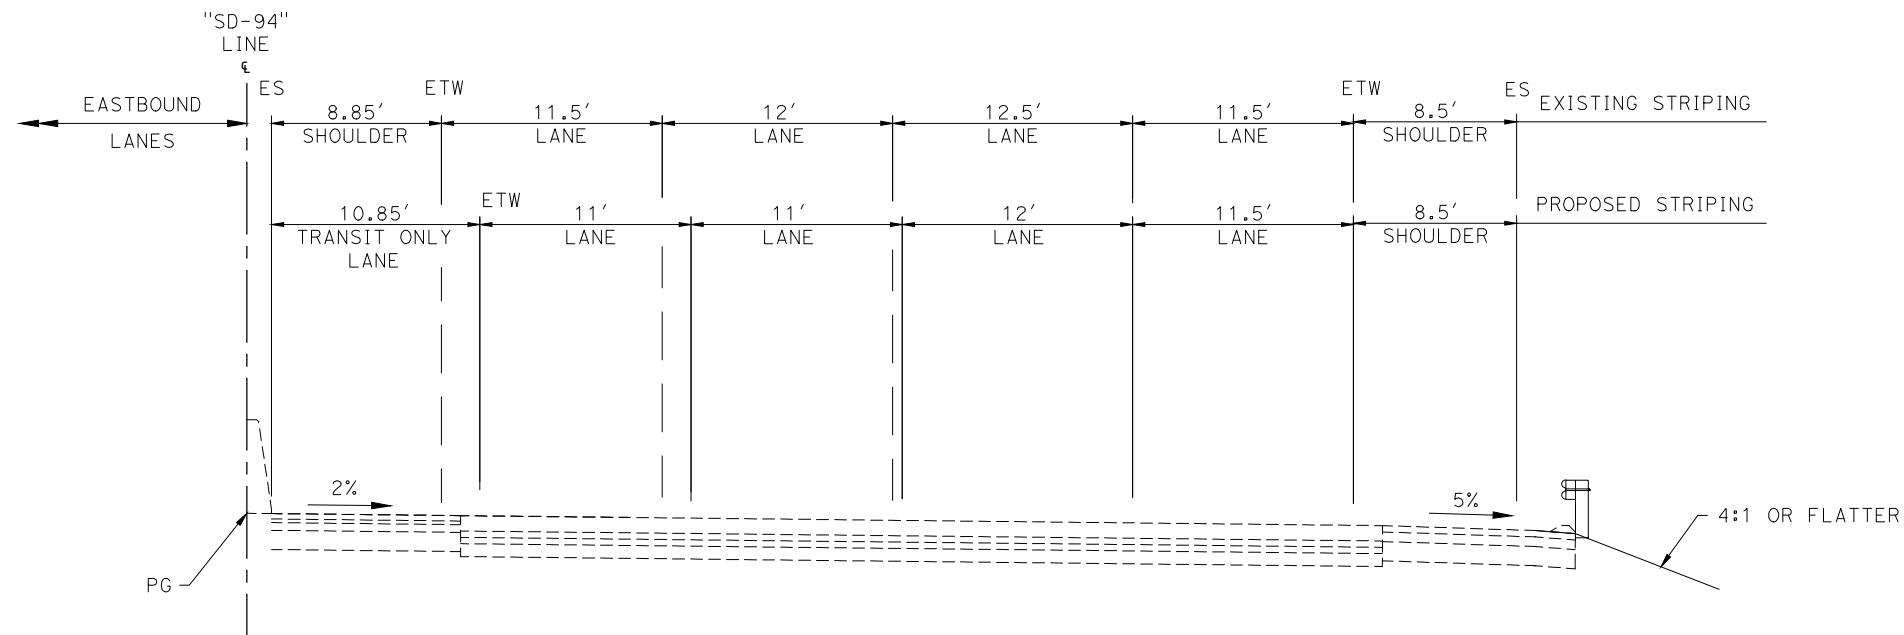 "SD-94"
LINE
℄
ES
ETW
ETW
ES
EASTBOUND
LANES
8.85′
SHOULDER
11.5′
LANE
12′
LANE
12.5′
LANE
11.5′
LANE
8.5′
SHOULDER
EXISTING STRIPING
ETW
10.85′
TRANSIT ONLY
LANE
11′
LANE
11′
LANE
12′
LANE
11.5′
LANE
8.5′
SHOULDER
PROPOSED STRIPING
2%
5%
4:1 OR FLATTER
PG